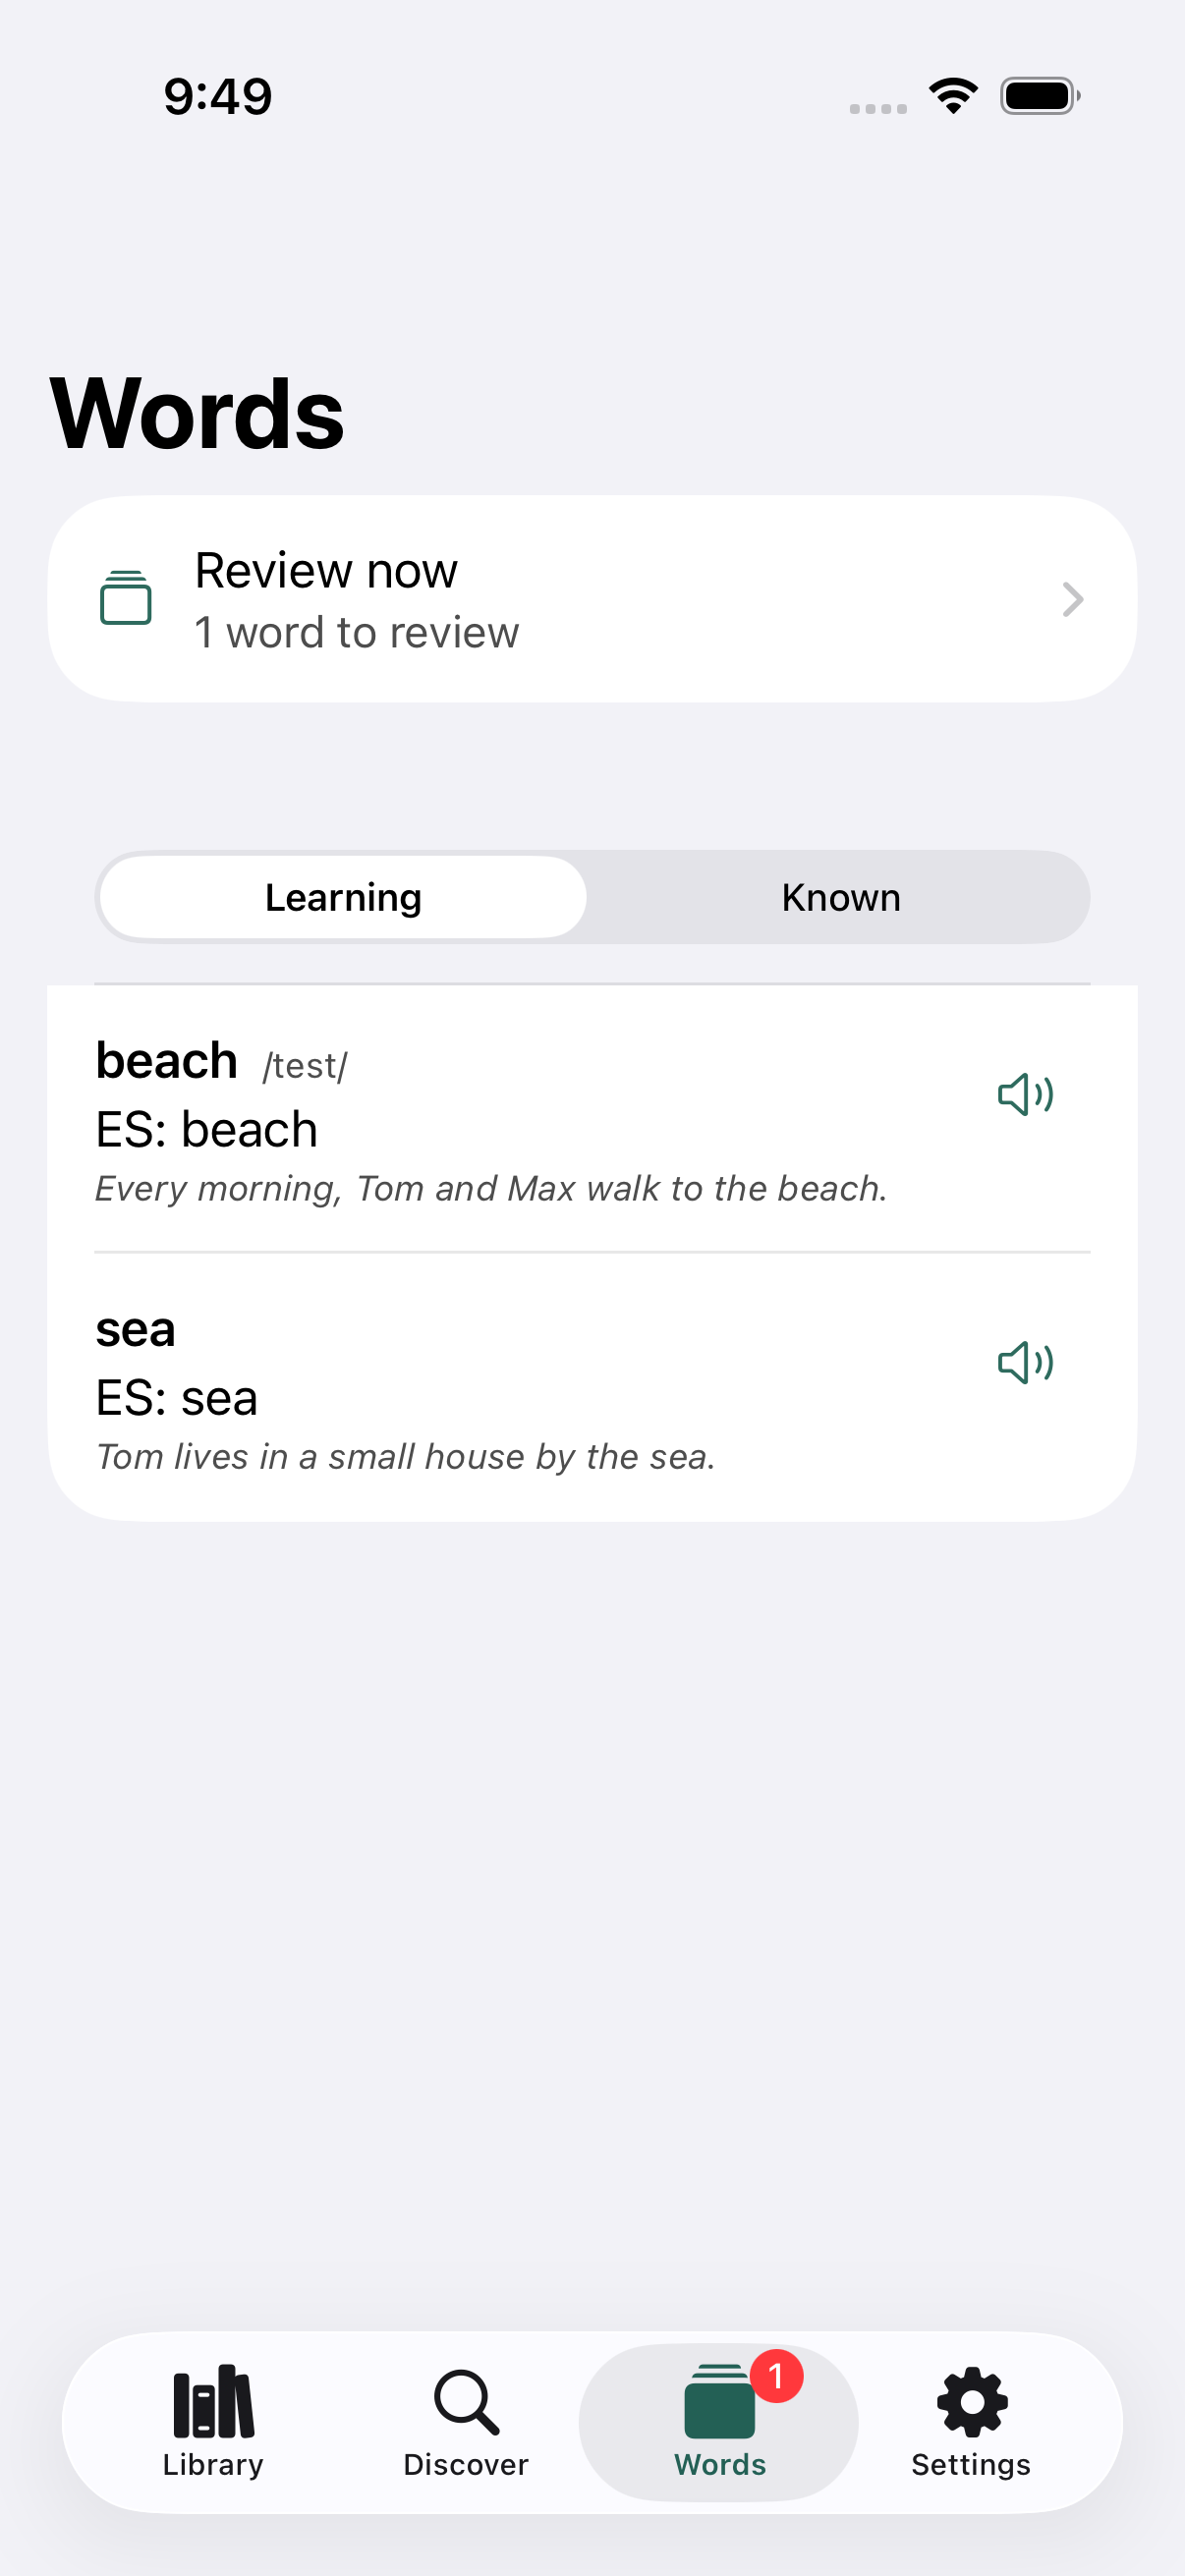 9:49
Words
Review now
1 word to review
Learning Known
beach /test/
ES: beach
Every morning, Tom and Max walk to the beach.
sea
ES: sea
Tom lives in a small house by the sea.
1
Library Discover Words Settings